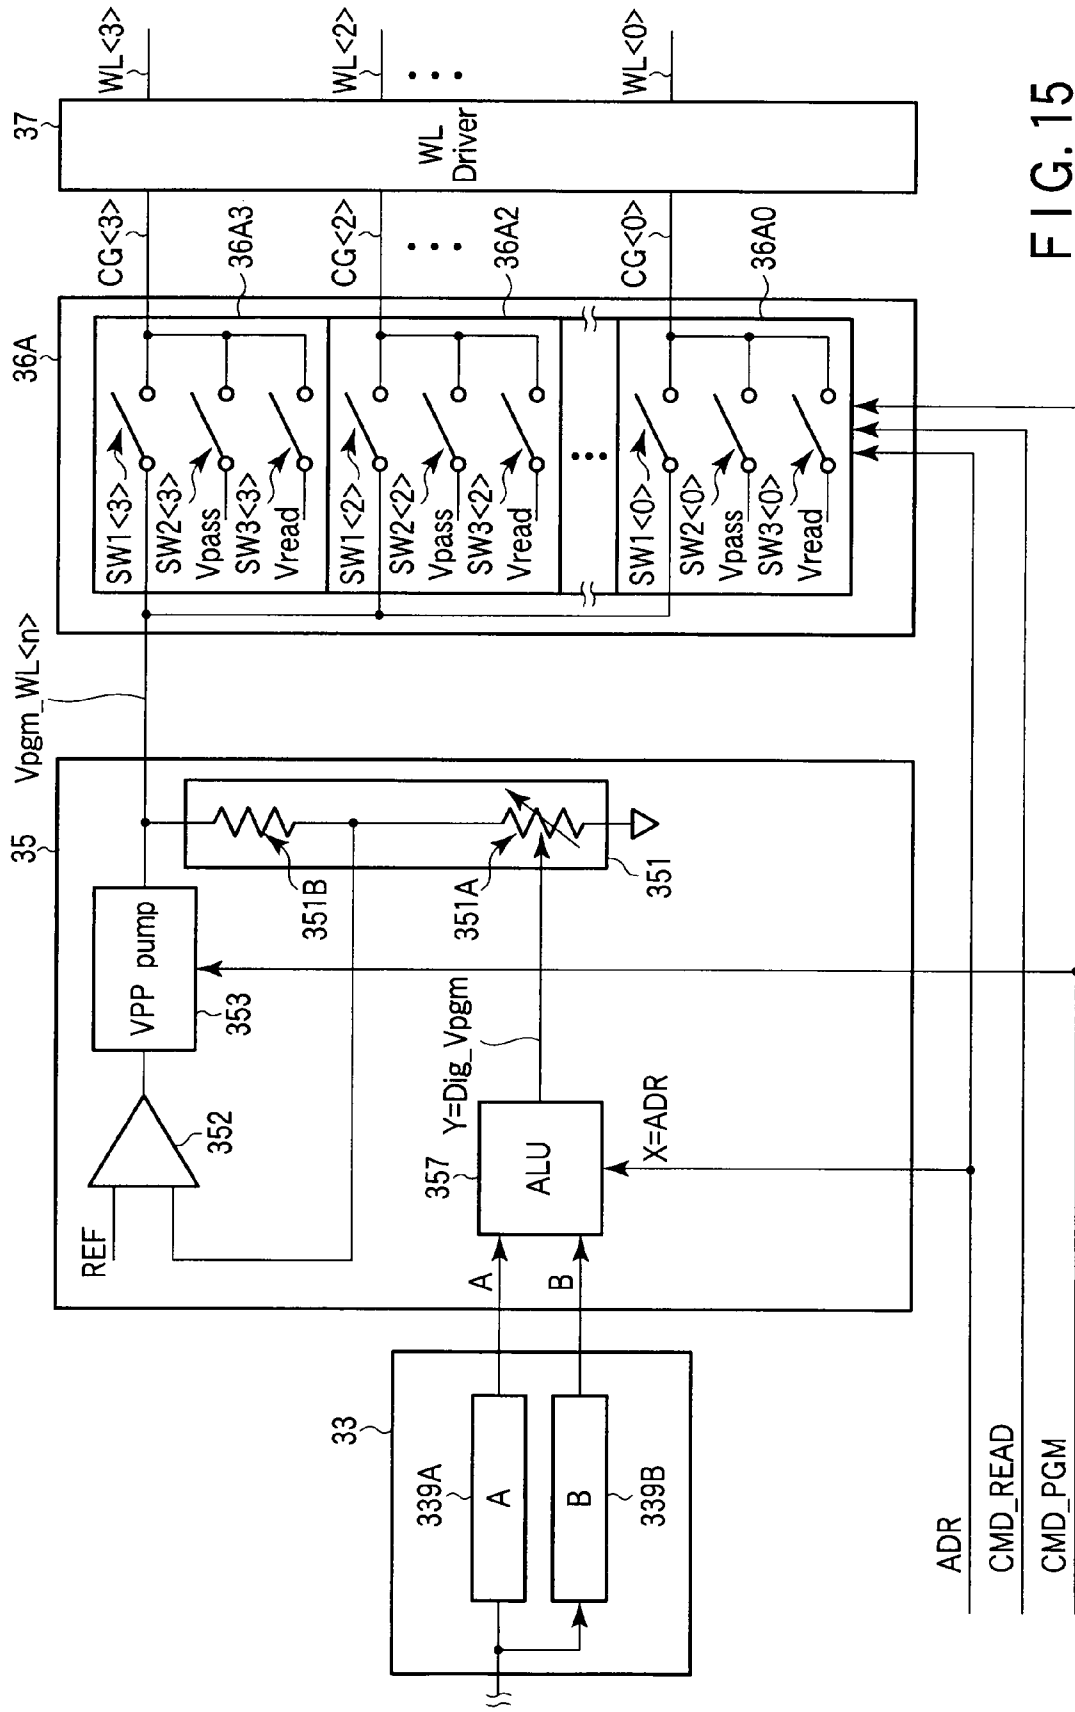 33
339A
A
B
339B
A
B
35
REF
352
VPP pump
353
351B
351A
351
357
ALU
Y=Dig_Vpgm
X=ADR
Vpgm_WL<n>
36A
SW1<3>
SW2<3>
Vpass
SW3<3>
Vread
SW1<2>
SW2<2>
Vpass
SW3<2>
Vread
SW1<0>
SW2<0>
Vpass
SW3<0>
Vread
CG<3>
36A3
CG<2>
36A2
CG<0>
36A0
37
WL
Driver
WL<3>
WL<2>
WL<0>
ADR
CMD_READ
CMD_PGM
FIG. 15